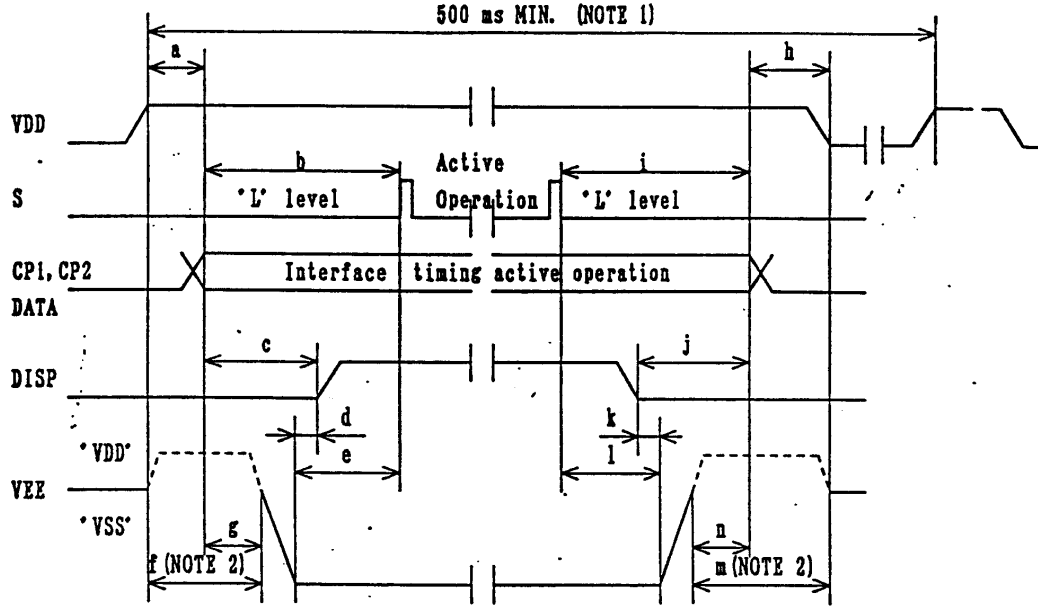 500 ms MIN. (NOTE 1)
a
h
VDD
b
Active
i
S
"L" level
Operation
"L" level
CP1, CP2
Interface timing active operation
DATA
c
j
DISP
d
k
"VDD"
e
l
VEE
"VSS"
g
n
f (NOTE 2)
m (NOTE 2)